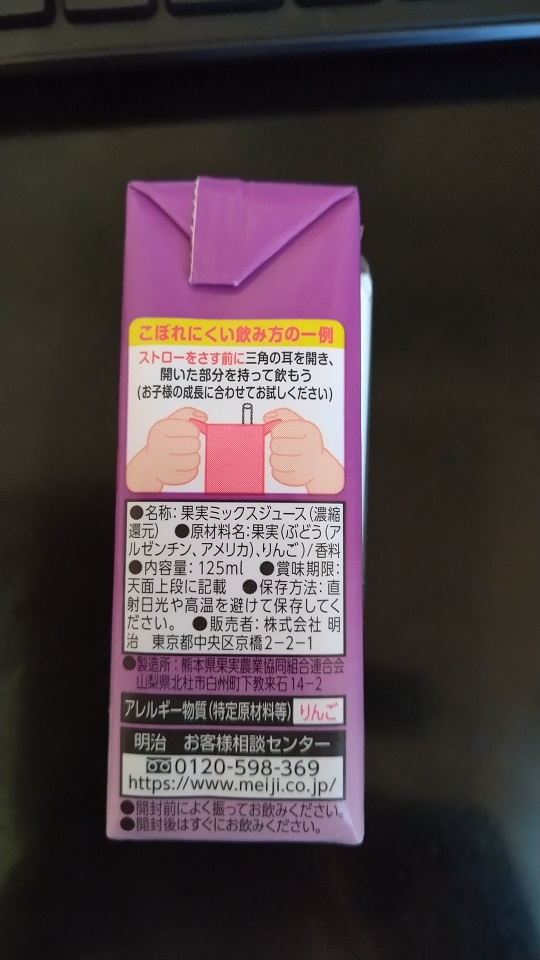 こぼれにくい飲み方の一例
ストローをさす前に三角の耳を開き、
開いた部分を持って飲もう
(お子様の成長に合わせてお試しください)
●名称:果実ミックスジュース(濃縮
還元) ●原材料名:果実(ぶどう(ア
ルゼンチン、アメリカ)、りんご)/香料
●内容量:125ml ●賞味期限:
天面上段に記載 ●保存方法:直
射日光や高温を避けて保存してく
ださい。 ●販売者:株式会社 明
治 東京都中央区京橋2-2-1
●製造所:熊本県果実農業協同組合連合会
山梨県北杜市白州町下教来石14-2
アレルギー物質(特定原材料等) りんご
明治 お客様相談センター
0120-598-369
https://www.meiji.co.jp/
●開封前によく振ってお飲みください。
●開封後はすぐにお飲みください。